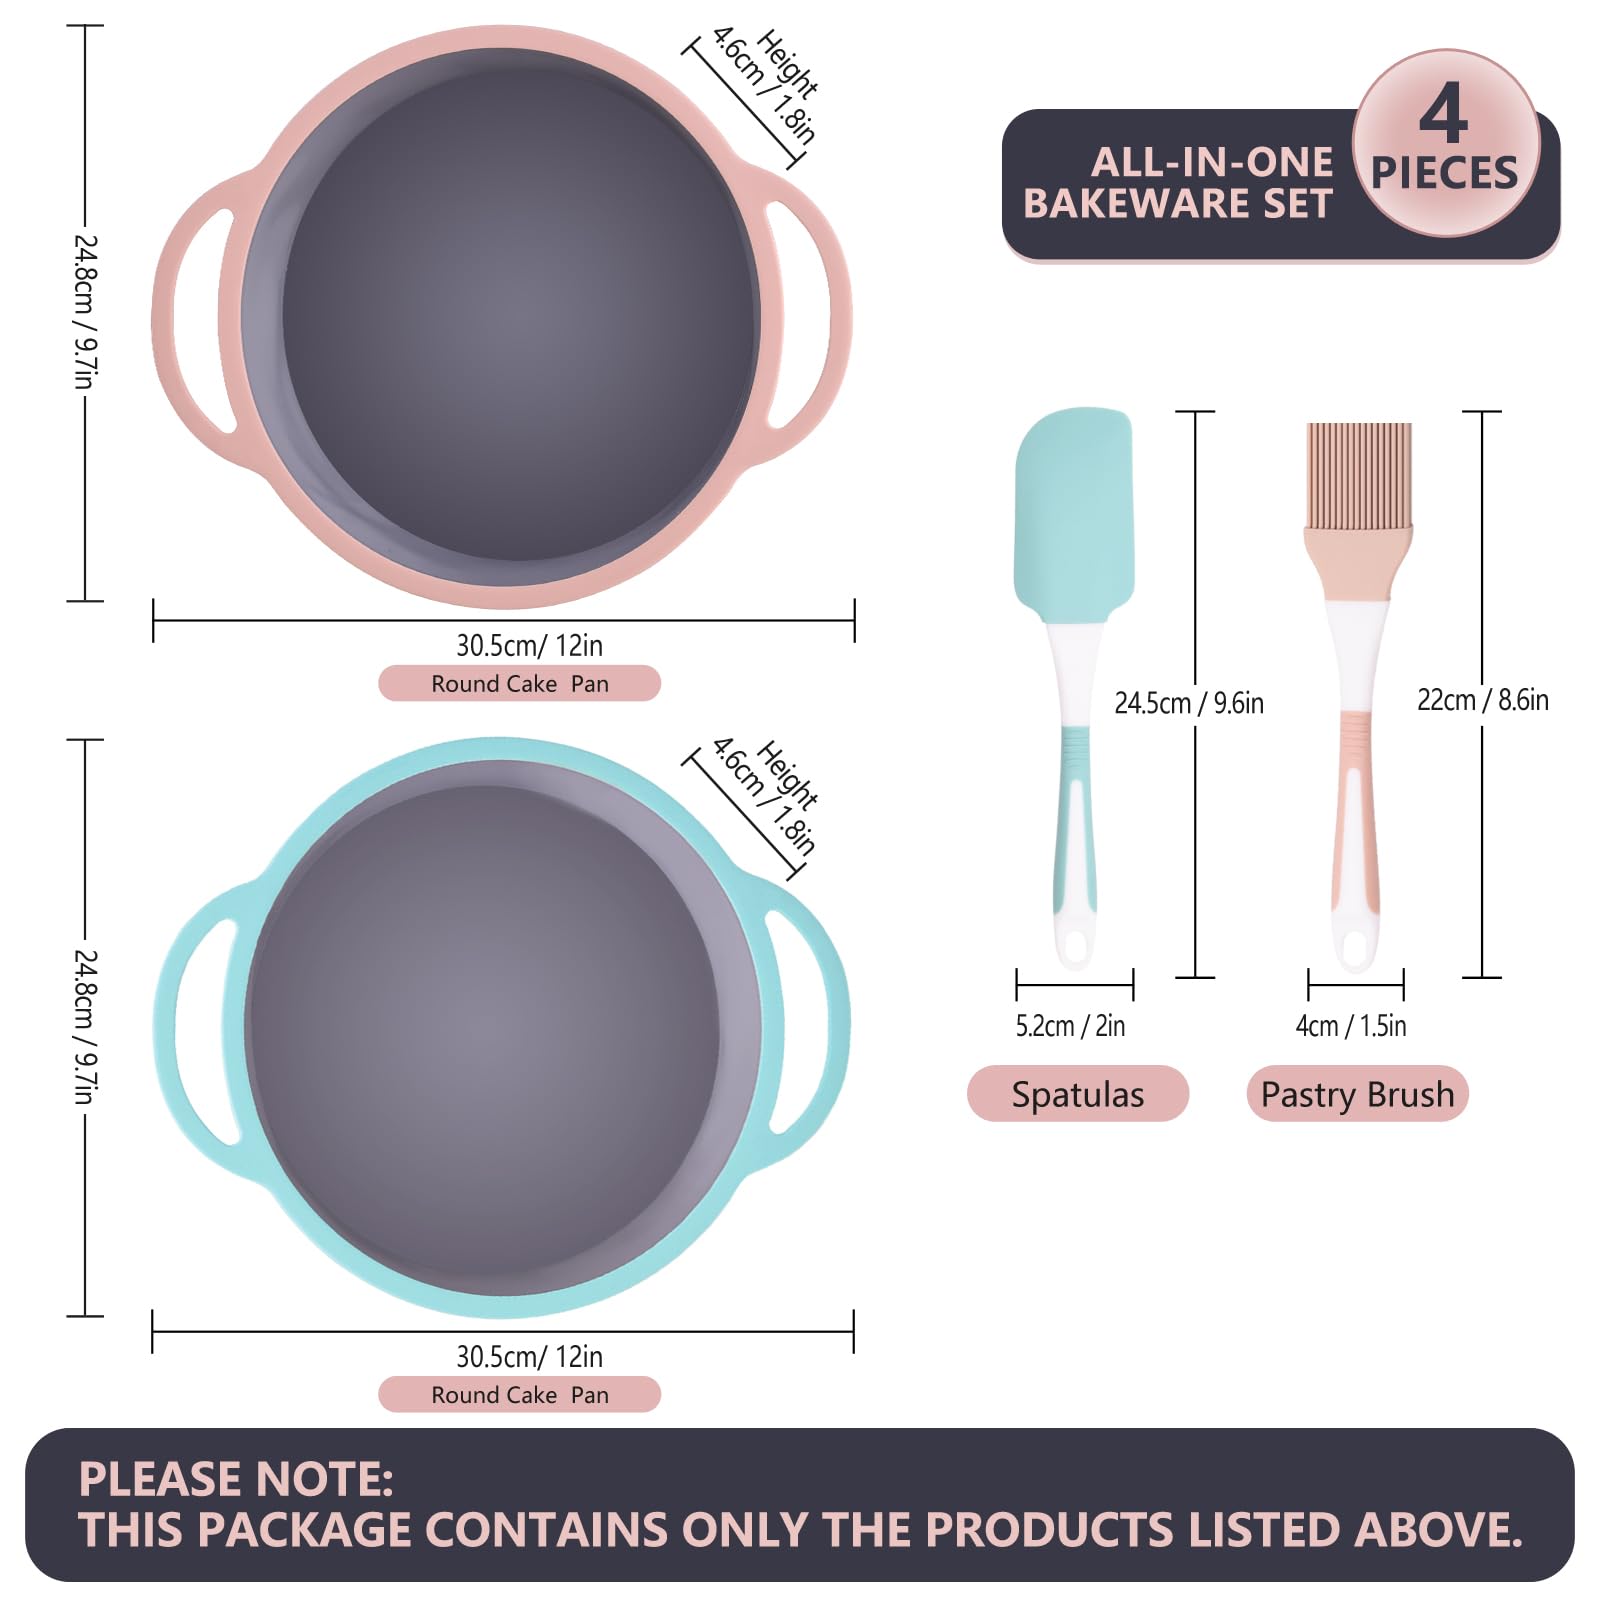 Height
4.6cm / 1.8in
24.8cm / 9.7in
30.5cm/ 12in
Round Cake Pan
ALL-IN-ONE
BAKEWARE SET
4
PIECES
24.5cm / 9.6in
22cm / 8.6in
5.2cm / 2in
4cm / 1.5in
Spatulas
Pastry Brush
Height
4.6cm / 1.8in
24.8cm / 9.7in
30.5cm/ 12in
Round Cake Pan
PLEASE NOTE:
THIS PACKAGE CONTAINS ONLY THE PRODUCTS LISTED ABOVE.